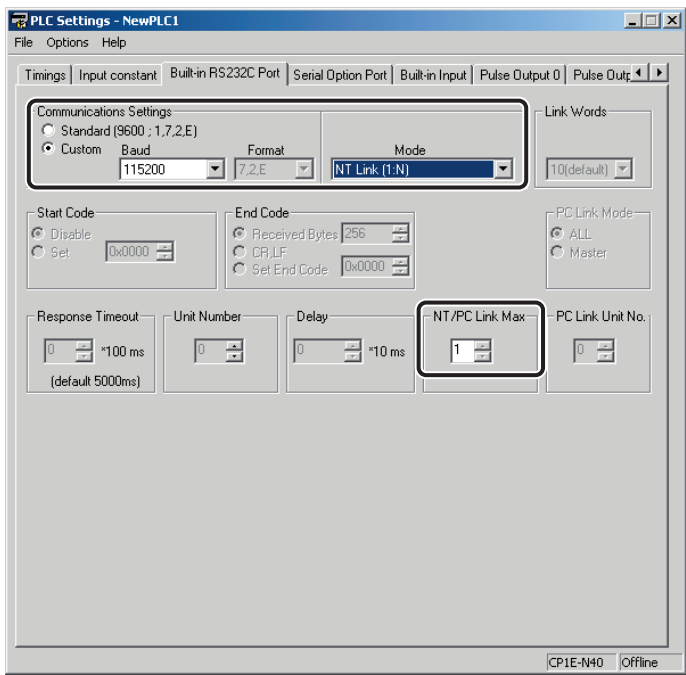 PLC Settings - NewPLC1
File Options Help
Timings Input constant Built-in RS232C Port Serial Option Port Built-in Input Pulse Output 0 Pulse Outp
Communications Settings
Standard (9600 ; 1,7,2,E)
Custom Baud Format Mode
115200 7,2,E NT Link (1:N)
Link Words
10(default)
Start Code
Disable
Set 0x0000
End Code
Received Bytes 256
CR,LF
Set End Code 0x0000
PC Link Mode
ALL
Master
Response Timeout
0 *100 ms
(default 5000ms)
Unit Number
0
Delay
0 *10 ms
NT/PC Link Max
1
PC Link Unit No.
0
CP1E-N40 Offline